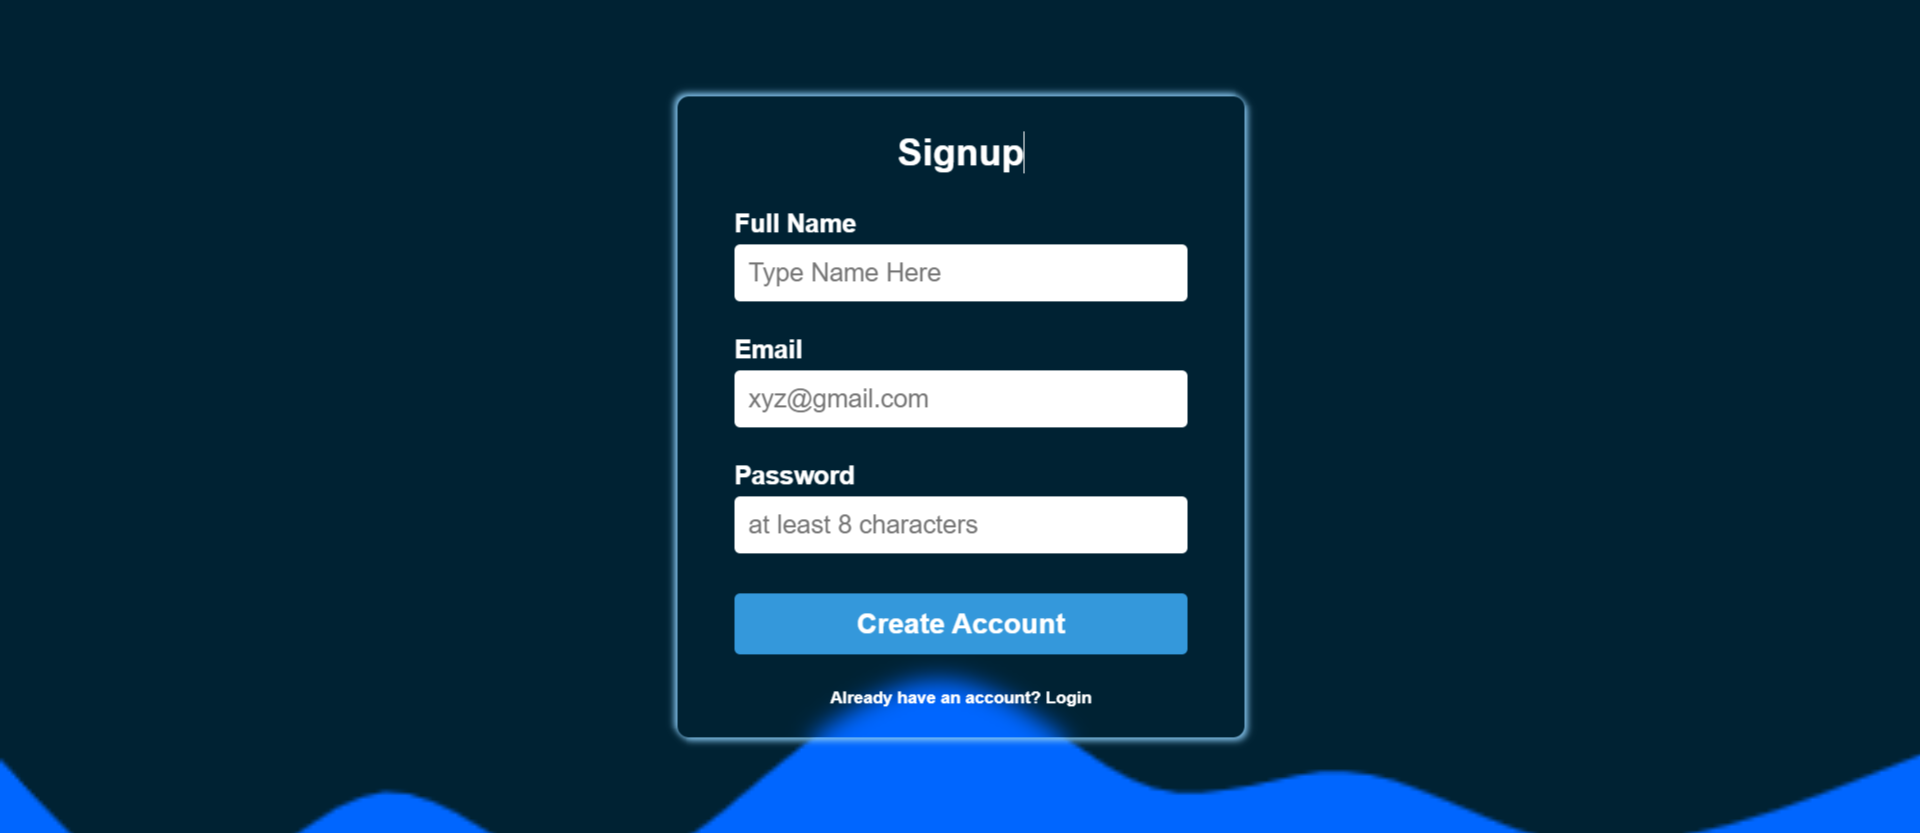 Signup
Full Name
Type Name Here
Email
xyz@gmail.com
Password
at least 8 characters
Create Account
Already have an account? Login